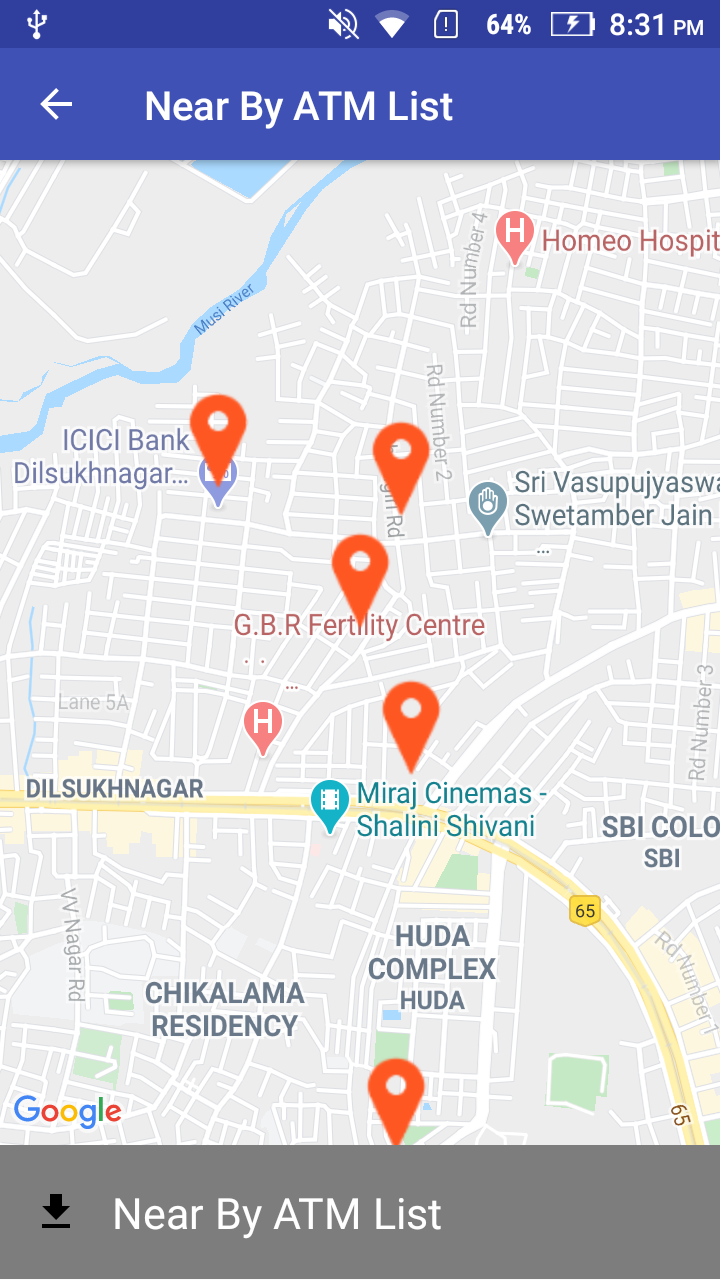 64% 8:31 PM
Near By ATM List
Rd Number 4
Homeo Hospit
Musi River
Rd Number 2
ICICI Bank
Dilsukhnagar...
Rd
Sri Vasupujyaswa
Swetamber Jain
...
G.B.R Fertility Centre
...
H
H
Lane 5A
Rd Number 3
DILSUKHNAGAR
Miraj Cinemas -
Shalini Shivani
SBI COLO
SBI
65
VV Nagar Rd
HUDA
COMPLEX
HUDA
Rd Number 1
CHIKALAMA
RESIDENCY
65
Google
Near By ATM List